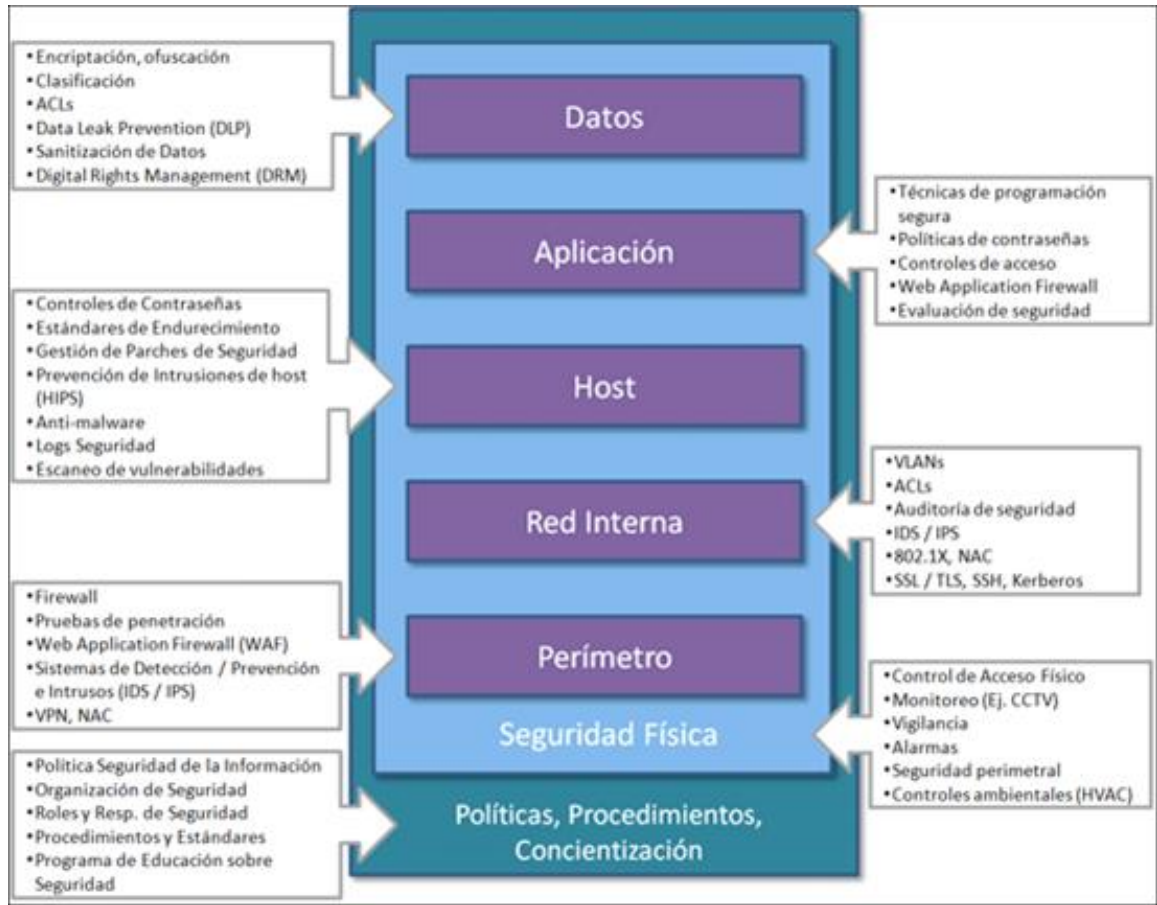 •Encriptación, ofuscación
•Clasificación
•ACLs
•Data Leak Prevention (DLP)
•Sanitización de Datos
•Digital Rights Management (DRM)
Datos
•Técnicas de programación
segura
•Políticas de contraseñas
•Controles de acceso
•Web Application Firewall
•Evaluación de seguridad
Aplicación
•Controles de Contraseñas
•Estándares de Endurecimiento
•Gestión de Parches de Seguridad
•Prevención de Intrusiones de host
(HIPS)
•Anti-malware
•Logs Seguridad
•Escaneo de vulnerabilidades
Host
•VLANs
•ACLs
•Auditoría de seguridad
•IDS / IPS
•802.1X, NAC
•SSL / TLS, SSH, Kerberos
Red Interna
•Firewall
•Pruebas de penetración
•Web Application Firewall (WAF)
•Sistemas de Detección / Prevención
e Intrusos (IDS / IPS)
•VPN, NAC
Perímetro
•Control de Acceso Físico
•Monitoreo (Ej. CCTV)
•Vigilancia
•Alarmas
•Seguridad perimetral
•Controles ambientales (HVAC)
Seguridad Física
•Política Seguridad de la Información
•Organización de Seguridad
•Roles y Resp. de Seguridad
•Procedimientos y Estándares
•Programa de Educación sobre
Seguridad
Políticas, Procedimientos,
Concientización